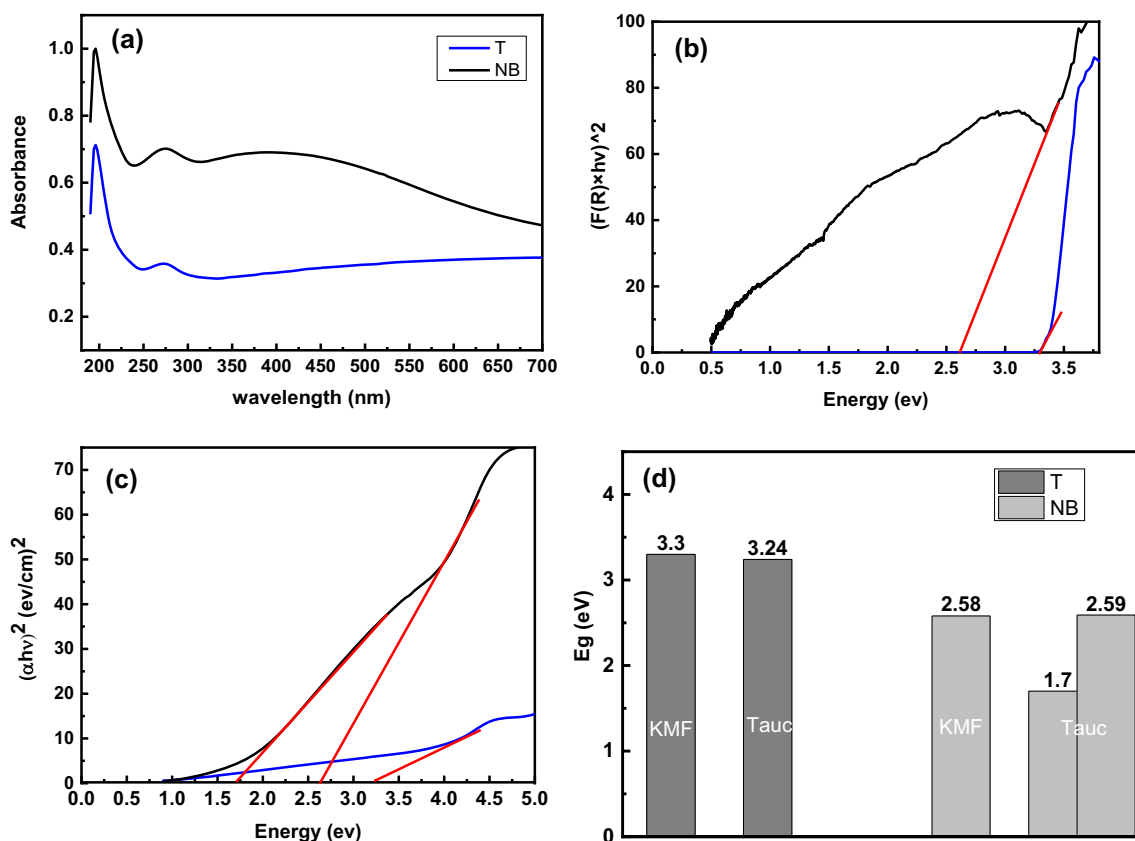 (a)
T
NB
Absorbance
1.0
0.8
0.6
0.4
0.2
200 250 300 350 400 450 500 550 600 650 700
wavelength (nm)
(b)
(F(R)×hv)^2
100
80
60
40
20
0
0.0 0.5 1.0 1.5 2.0 2.5 3.0 3.5
Energy (ev)
(c)
(αhν)2 (ev/cm)2
70
60
50
40
30
20
10
0
0.0 0.5 1.0 1.5 2.0 2.5 3.0 3.5 4.0 4.5 5.0
Energy (ev)
(d)
T
NB
Eg (eV)
4
3
2
1
0
3.3
3.24
2.58
1.7
2.59
KMF
Tauc
KMF
Tauc